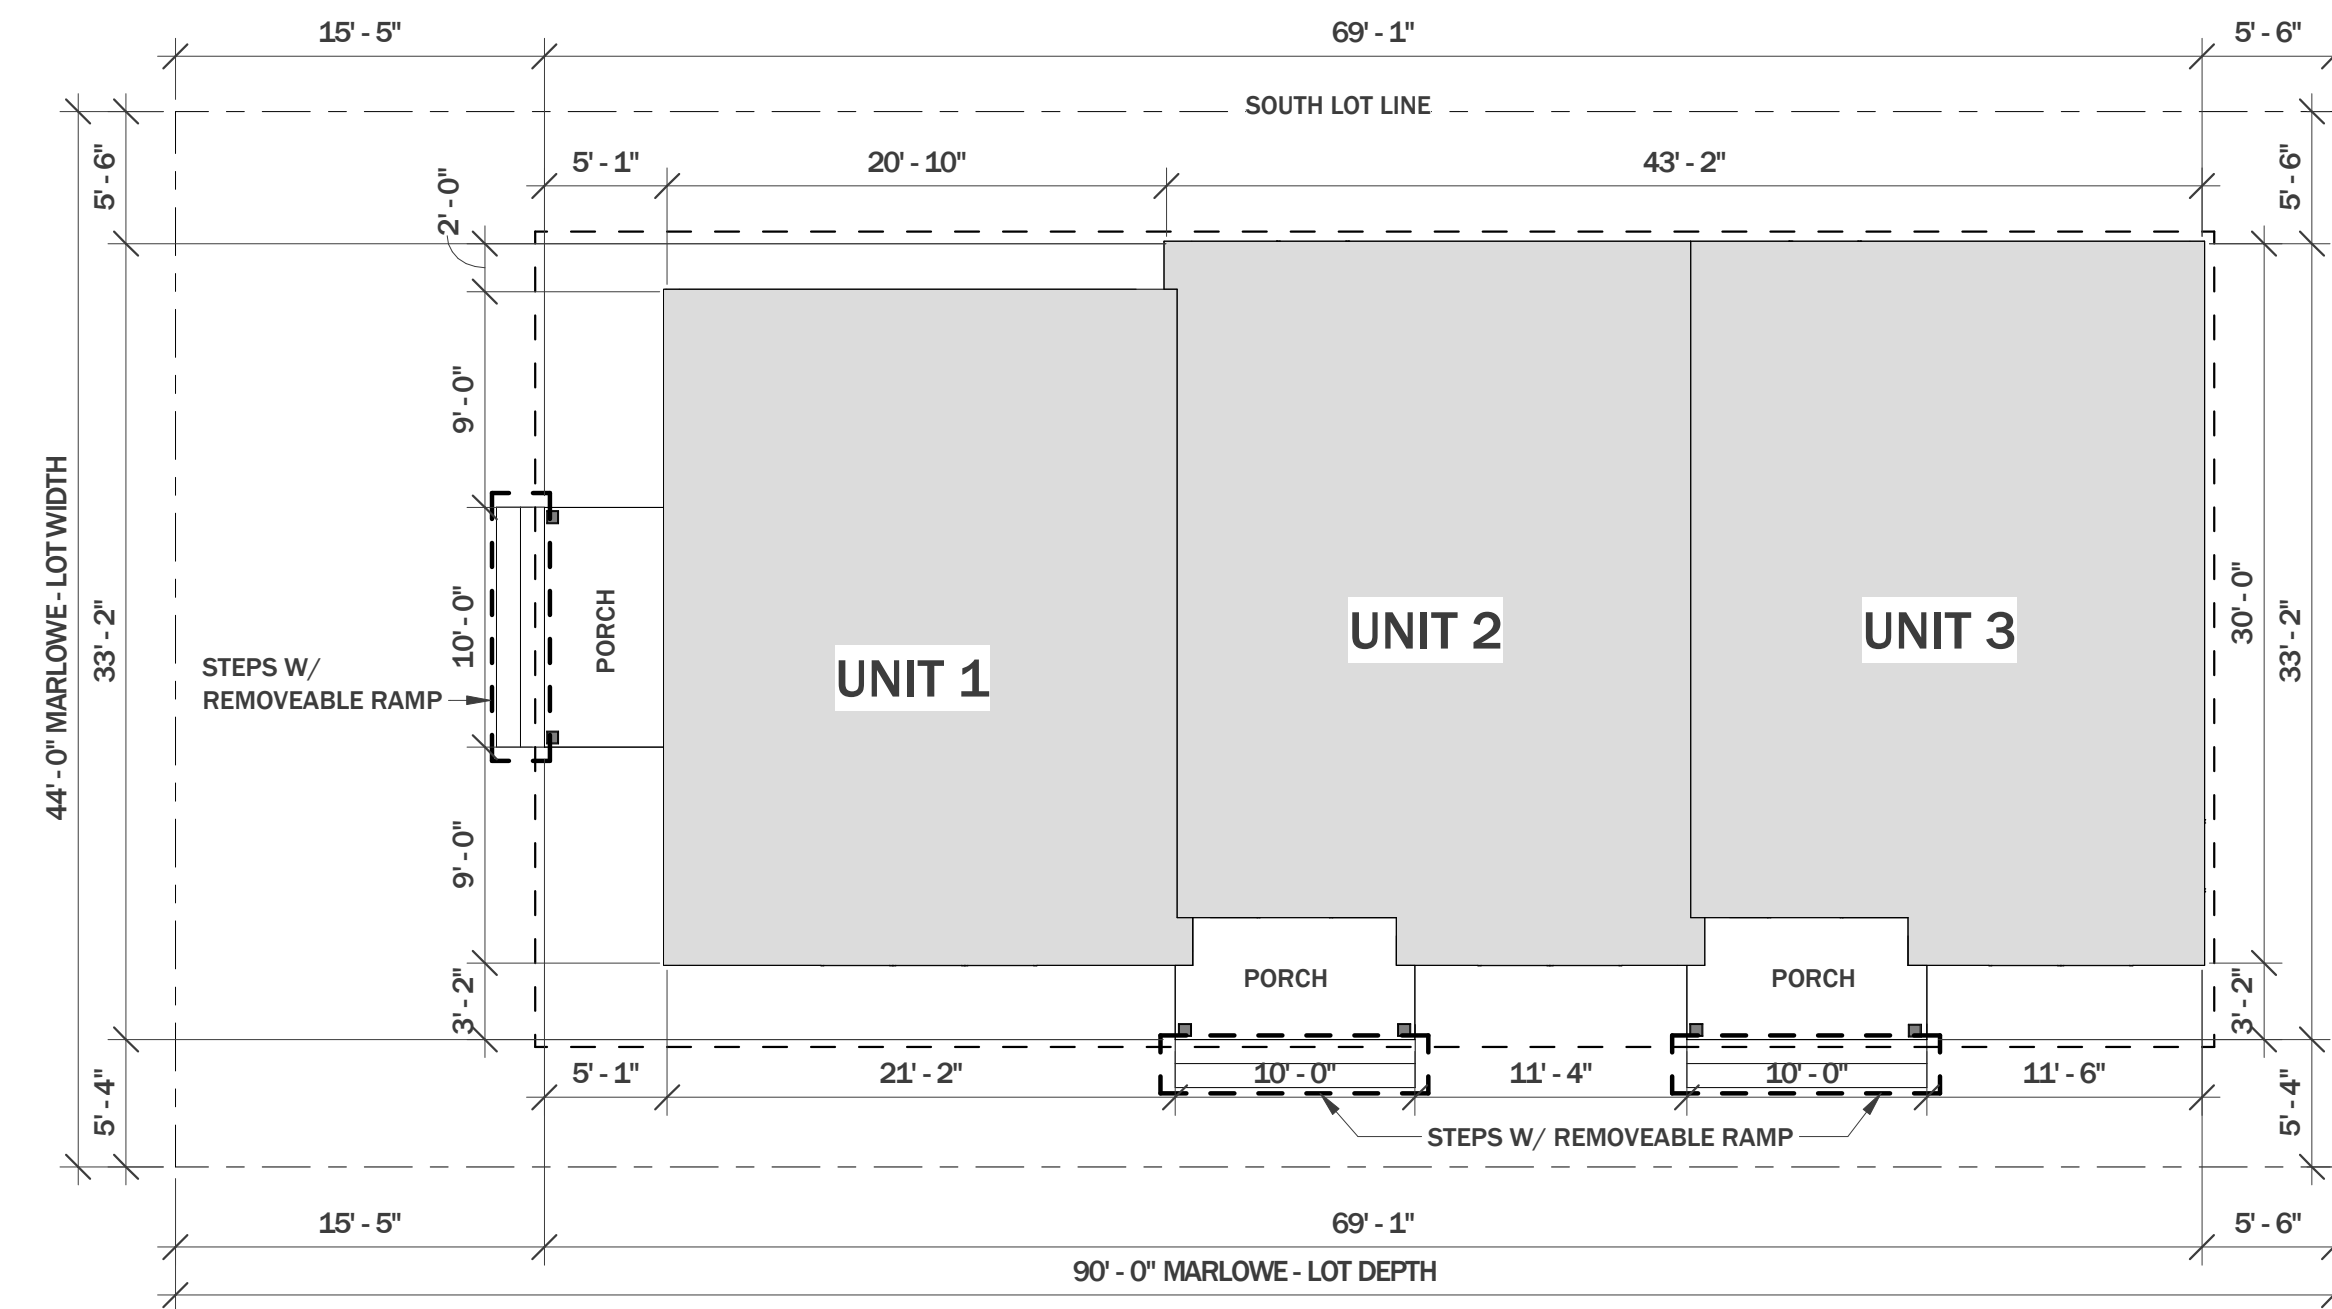 15' - 5"
69' - 1"
5' - 6"
SOUTH LOT LINE
5' - 6"
2' - 0"
5' - 1"
20' - 10"
43' - 2"
5' - 6"
9' - 0"
44' - 0" MARLOWE - LOT WIDTH
33' - 2"
10' - 0"
PORCH
STEPS W/
REMOVEABLE RAMP
UNIT 1
UNIT 2
UNIT 3
30' - 0"
33' - 2"
9' - 0"
3' - 2"
PORCH
PORCH
3' - 2"
5' - 4"
5' - 1"
21' - 2"
10' - 0"
11' - 4"
10' - 0"
11' - 6"
5' - 4"
STEPS W/ REMOVEABLE RAMP
15' - 5"
69' - 1"
5' - 6"
90' - 0" MARLOWE - LOT DEPTH